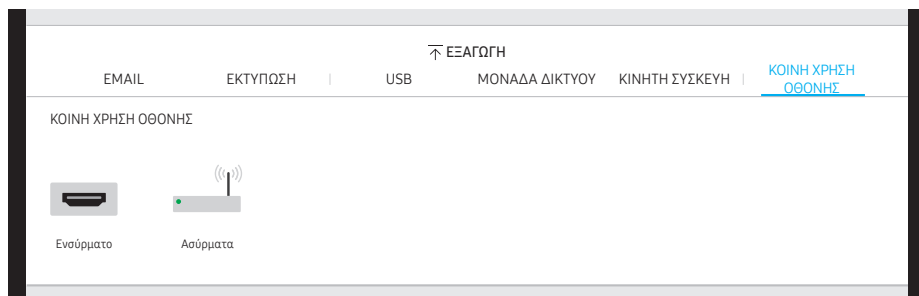 ΕΞΑΓΩΓΗ
EMAIL ΕΚΤΥΠΩΣΗ USB ΜΟΝΑΔΑ ΔΙΚΤΥΟΥ ΚΙΝΗΤΗ ΣΥΣΚΕΥΗ ΚΟΙΝΗ ΧΡΗΣΗ
ΟΘΟΝΗΣ
ΚΟΙΝΗ ΧΡΗΣΗ ΟΘΟΝΗΣ
Ενσύρματο Ασύρματα